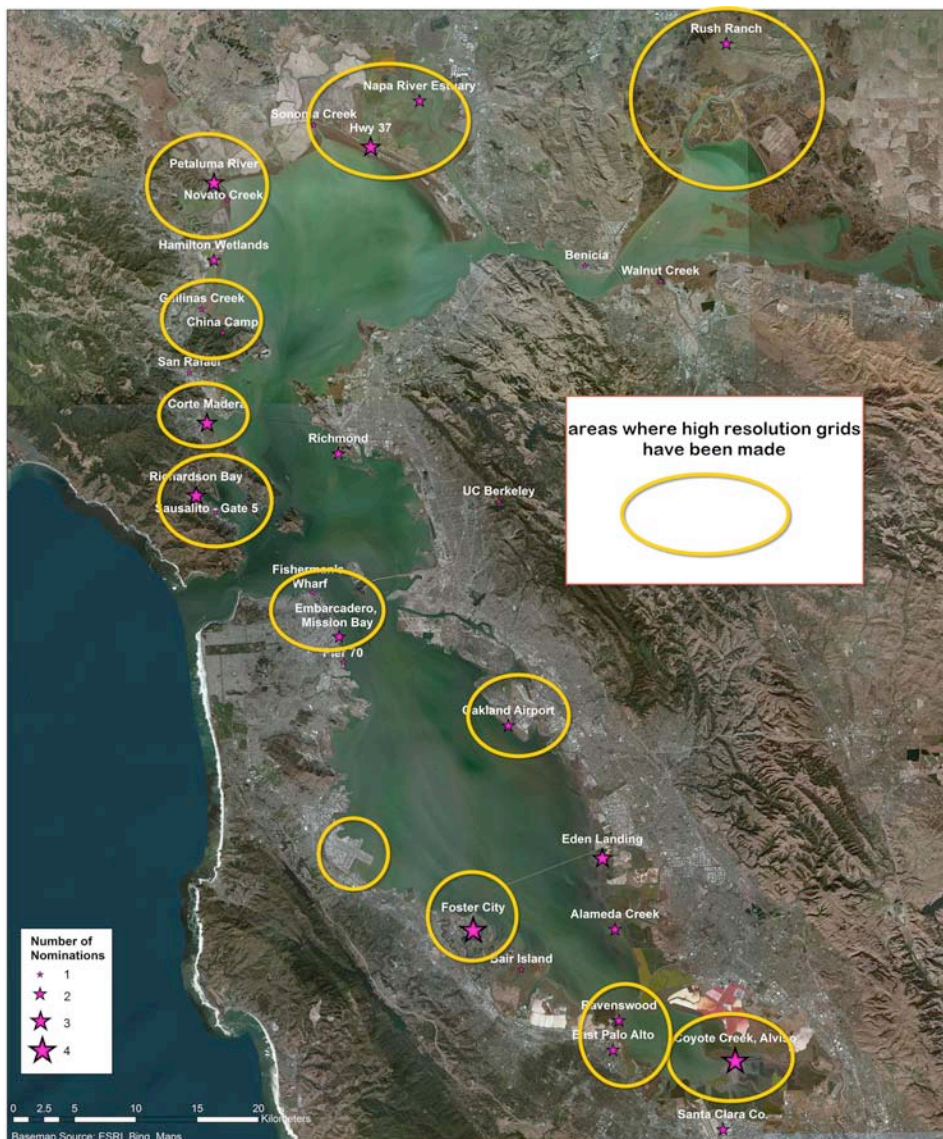 Rush Ranch
Napa River Estuary
Sonoma Creek
Hwy 37
Petaluma River
Novato Creek
Hamilton Wetlands
Benicia
Walnut Creek
Gallinas Creek
China Camp
San Rafael
Corte Madera
areas where high resolution grids
have been made
Richmond
Richardson Bay
UC Berkeley
Sausalito - Gate 5
Fisherman's
Wharf
Embarcadero,
Mission Bay
Pier 70
Oakland Airport
Eden Landing
Foster City
Alameda Creek
Bair Island
Number of
Nominations
1
2
3
4
Ravenswood
East Palo Alto
Coyote Creek, Alviso
Santa Clara Co.
0 2.5 5 10 15 20
Kilometers
Basemap Source: ESRI, Bing Maps